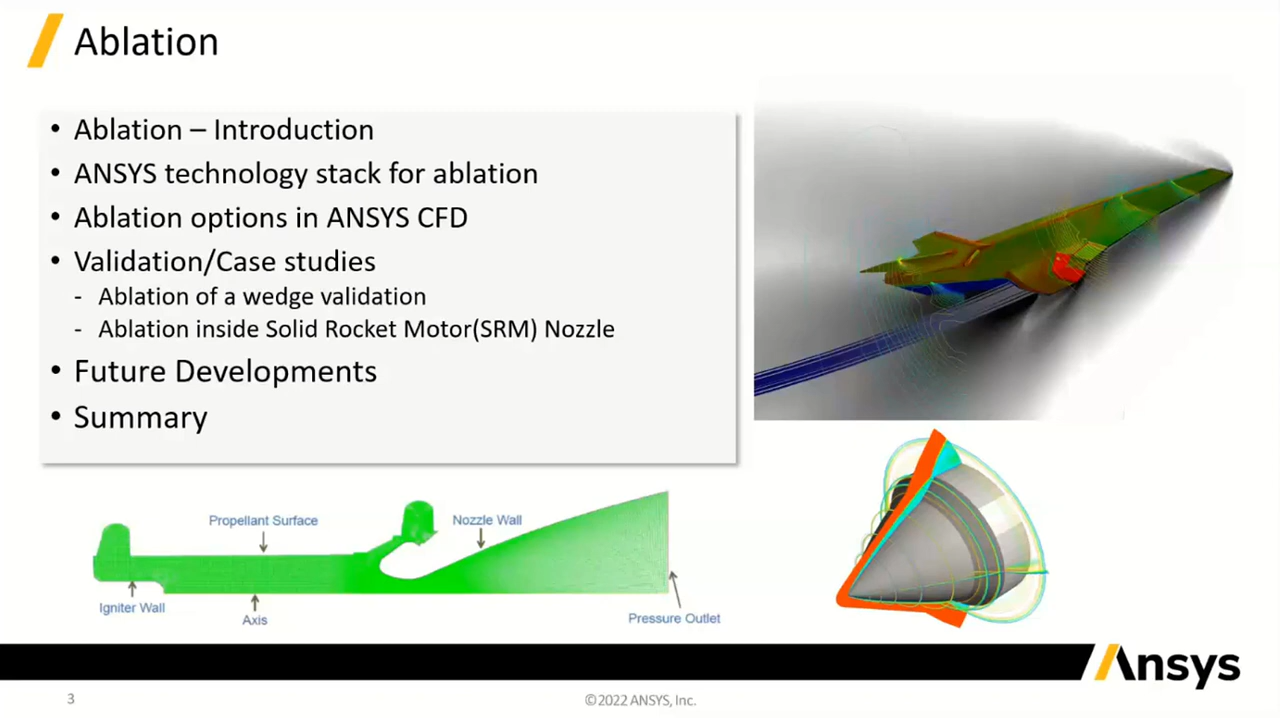 Ablation
• Ablation – Introduction
• ANSYS technology stack for ablation
• Ablation options in ANSYS CFD
• Validation/Case studies
- Ablation of a wedge validation
- Ablation inside Solid Rocket Motor(SRM) Nozzle
• Future Developments
• Summary
Propellant Surface
Nozzle Wall
Igniter Wall
Axis
Pressure Outlet
Ansys
3
©2022 ANSYS, Inc.